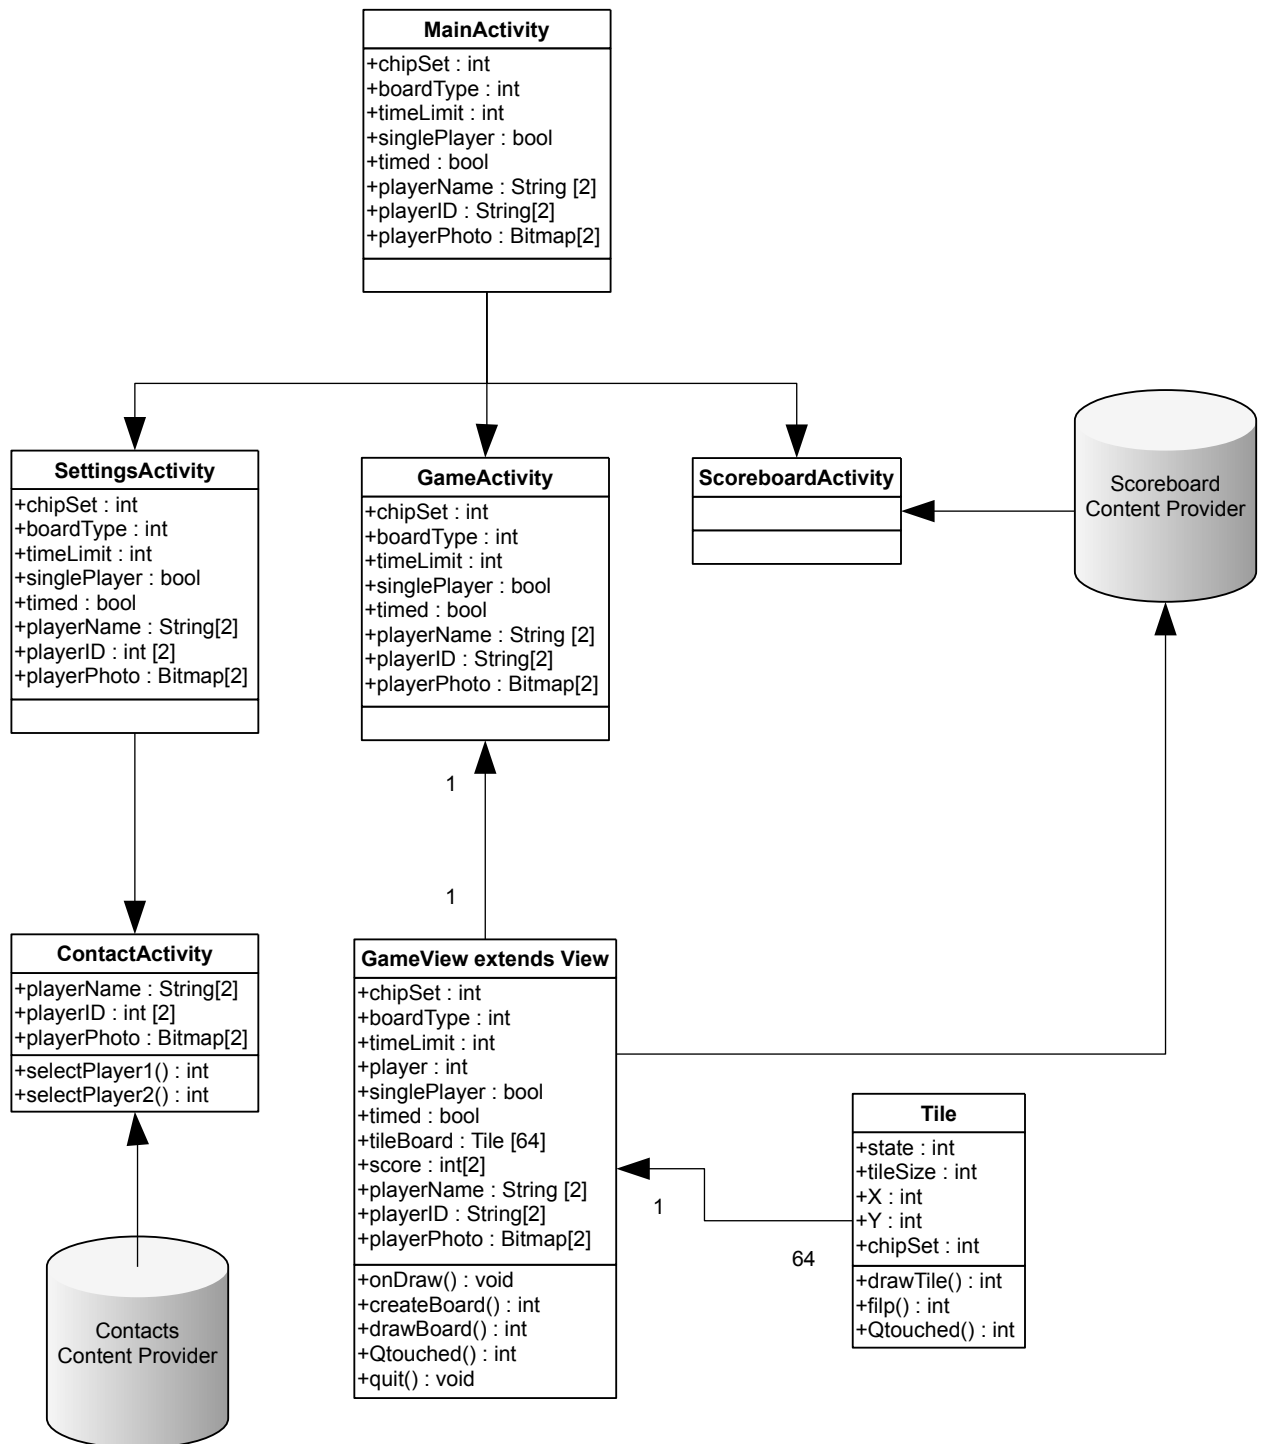 MainActivity
+chipSet : int
+boardType : int
+timeLimit : int
+singlePlayer : bool
+timed : bool
+playerName : String [2]
+playerID : String[2]
+playerPhoto : Bitmap[2]
SettingsActivity
+chipSet : int
+boardType : int
+timeLimit : int
+singlePlayer : bool
+timed : bool
+playerName : String[2]
+playerID : int [2]
+playerPhoto : Bitmap[2]
GameActivity
+chipSet : int
+boardType : int
+timeLimit : int
+singlePlayer : bool
+timed : bool
+playerName : String [2]
+playerID : String[2]
+playerPhoto : Bitmap[2]
ScoreboardActivity
Scoreboard
Content Provider
1
1
ContactActivity
+playerName : String[2]
+playerID : int [2]
+playerPhoto : Bitmap[2]
+selectPlayer1() : int
+selectPlayer2() : int
Contacts
Content Provider
GameView extends View
+chipSet : int
+boardType : int
+timeLimit : int
+player : int
+singlePlayer : bool
+timed : bool
+tileBoard : Tile [64]
+score : int[2]
+playerName : String [2]
+playerID : String[2]
+playerPhoto : Bitmap[2]
+onDraw() : void
+createBoard() : int
+drawBoard() : int
+Qtouched() : int
+quit() : void
1
64
Tile
+state : int
+tileSize : int
+X : int
+Y : int
+chipSet : int
+drawTile() : int
+filp() : int
+Qtouched() : int